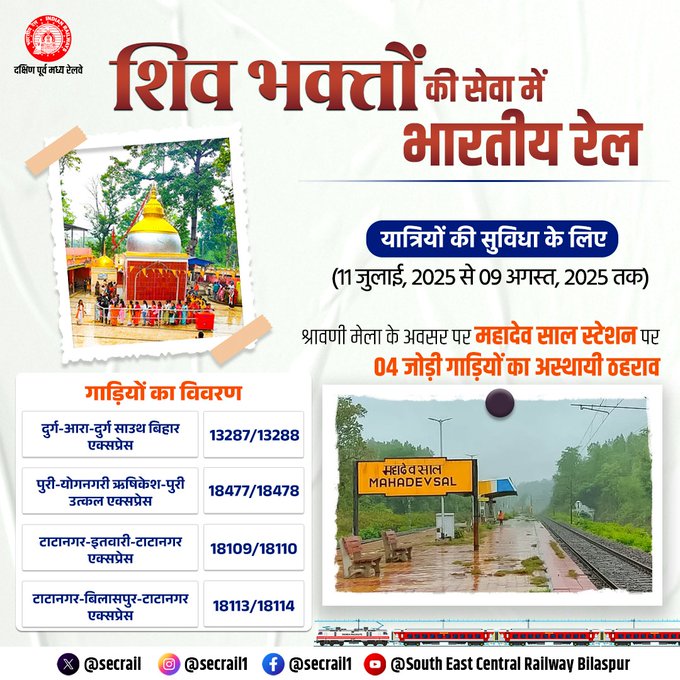 दक्षिण पूर्व मध्य रेलवे
शिव भक्तों की सेवा में
भारतीय रेल
यात्रियों की सुविधा के लिए
(11 जुलाई, 2025 से 09 अगस्त, 2025 तक)
श्रावणी मेला के अवसर पर महादेव साल स्टेशन पर
04 जोड़ी गाड़ियों का अस्थायी ठहराव
गाड़ियों का विवरण
दुर्ग-आरा-दुर्ग साउथ बिहार
एक्सप्रेस
13287/13288
पुरी-योगनगरी ऋषिकेश-पुरी
उत्कल एक्सप्रेस
18477/18478
टाटानगर-इतवारी-टाटानगर
एक्सप्रेस
18109/18110
टाटानगर-बिलासपुर-टाटानगर
एक्सप्रेस
18113/18114
महादेवसाल
MAHADEVSAL
@secrail @secrail1 @secrail1 @South East Central Railway Bilaspur